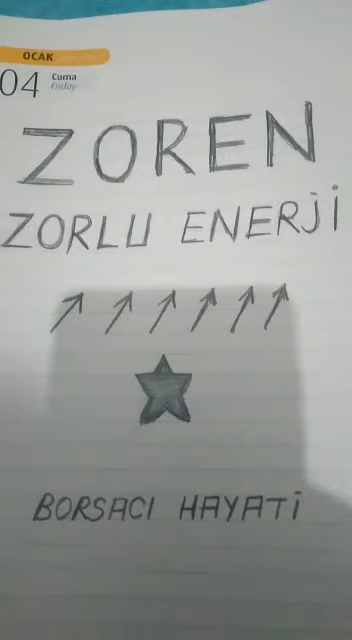 OCAK
04 Cuma
Friday
ZOREN
ZORLU ENERJİ
BORSACI HAYATİ